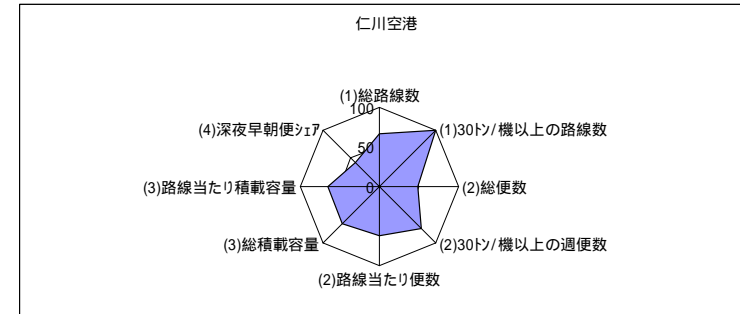 仁川空港
(1)総路線数
100
(4)深夜早朝便ｼｪｱ
(1)30ﾄﾝ/機以上の路線数
50
(3)路線当たり積載容量
0
(2)総便数
(3)総積載容量
(2)30ﾄﾝ/機以上の週便数
(2)路線当たり便数